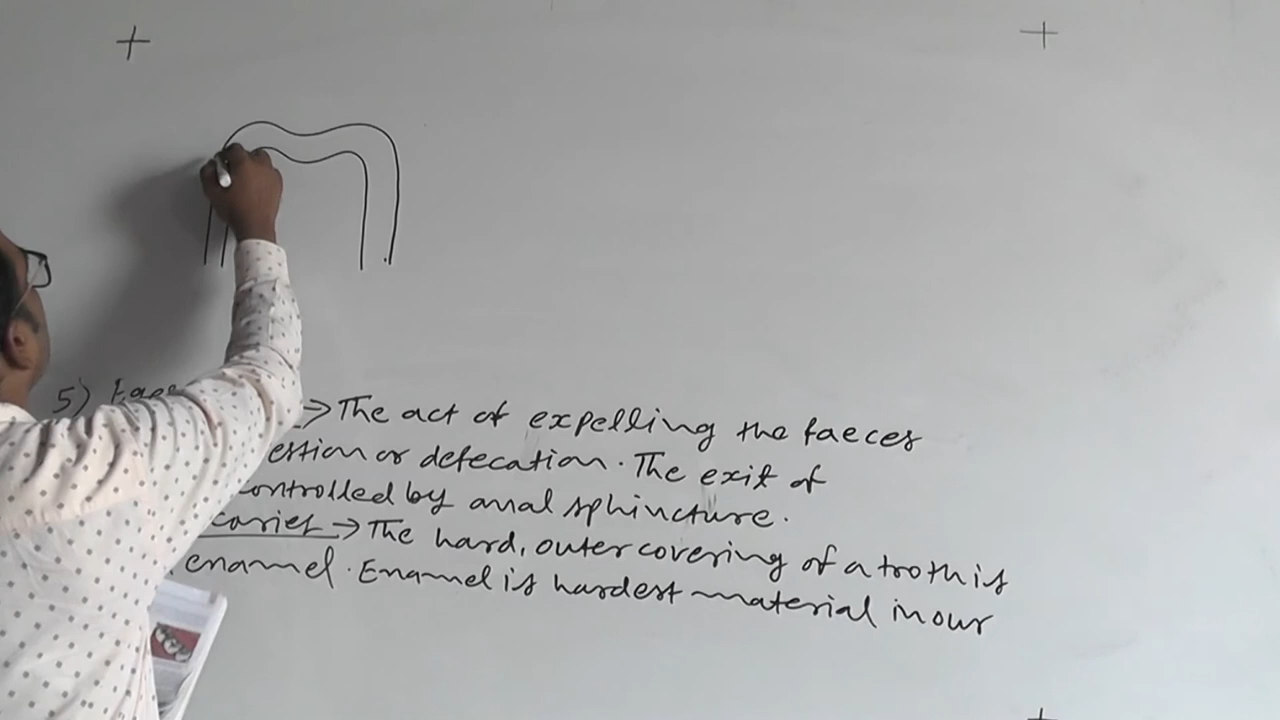 5)
→ The act of expelling the faeces
estion or defecation. The exit of
controlled by anal sphincture.
caries → The hard, outer covering of a tooth is
enamel. Enamel is hardest material in our